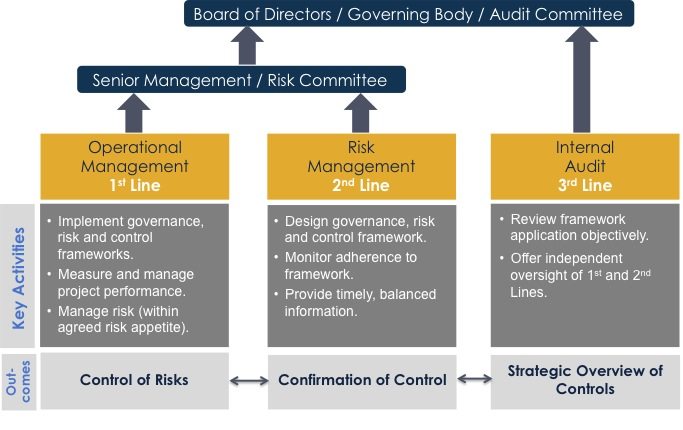 Board of Directors / Governing Body / Audit Committee
Senior Management / Risk Committee
Operational
Management
1st Line
Risk
Management
2nd Line
Internal
Audit
3rd Line
Key Activities
• Implement governance,
risk and control
frameworks.
• Measure and manage
project performance.
• Manage risk (within
agreed risk appetite).
• Design governance, risk
and control framework.
• Monitor adherence to
framework.
• Provide timely, balanced
information.
• Review framework
application objectively.
• Offer independent
oversight of 1st and 2nd
Lines.
Out-
comes
Control of Risks
Confirmation of Control
Strategic Overview of
Controls